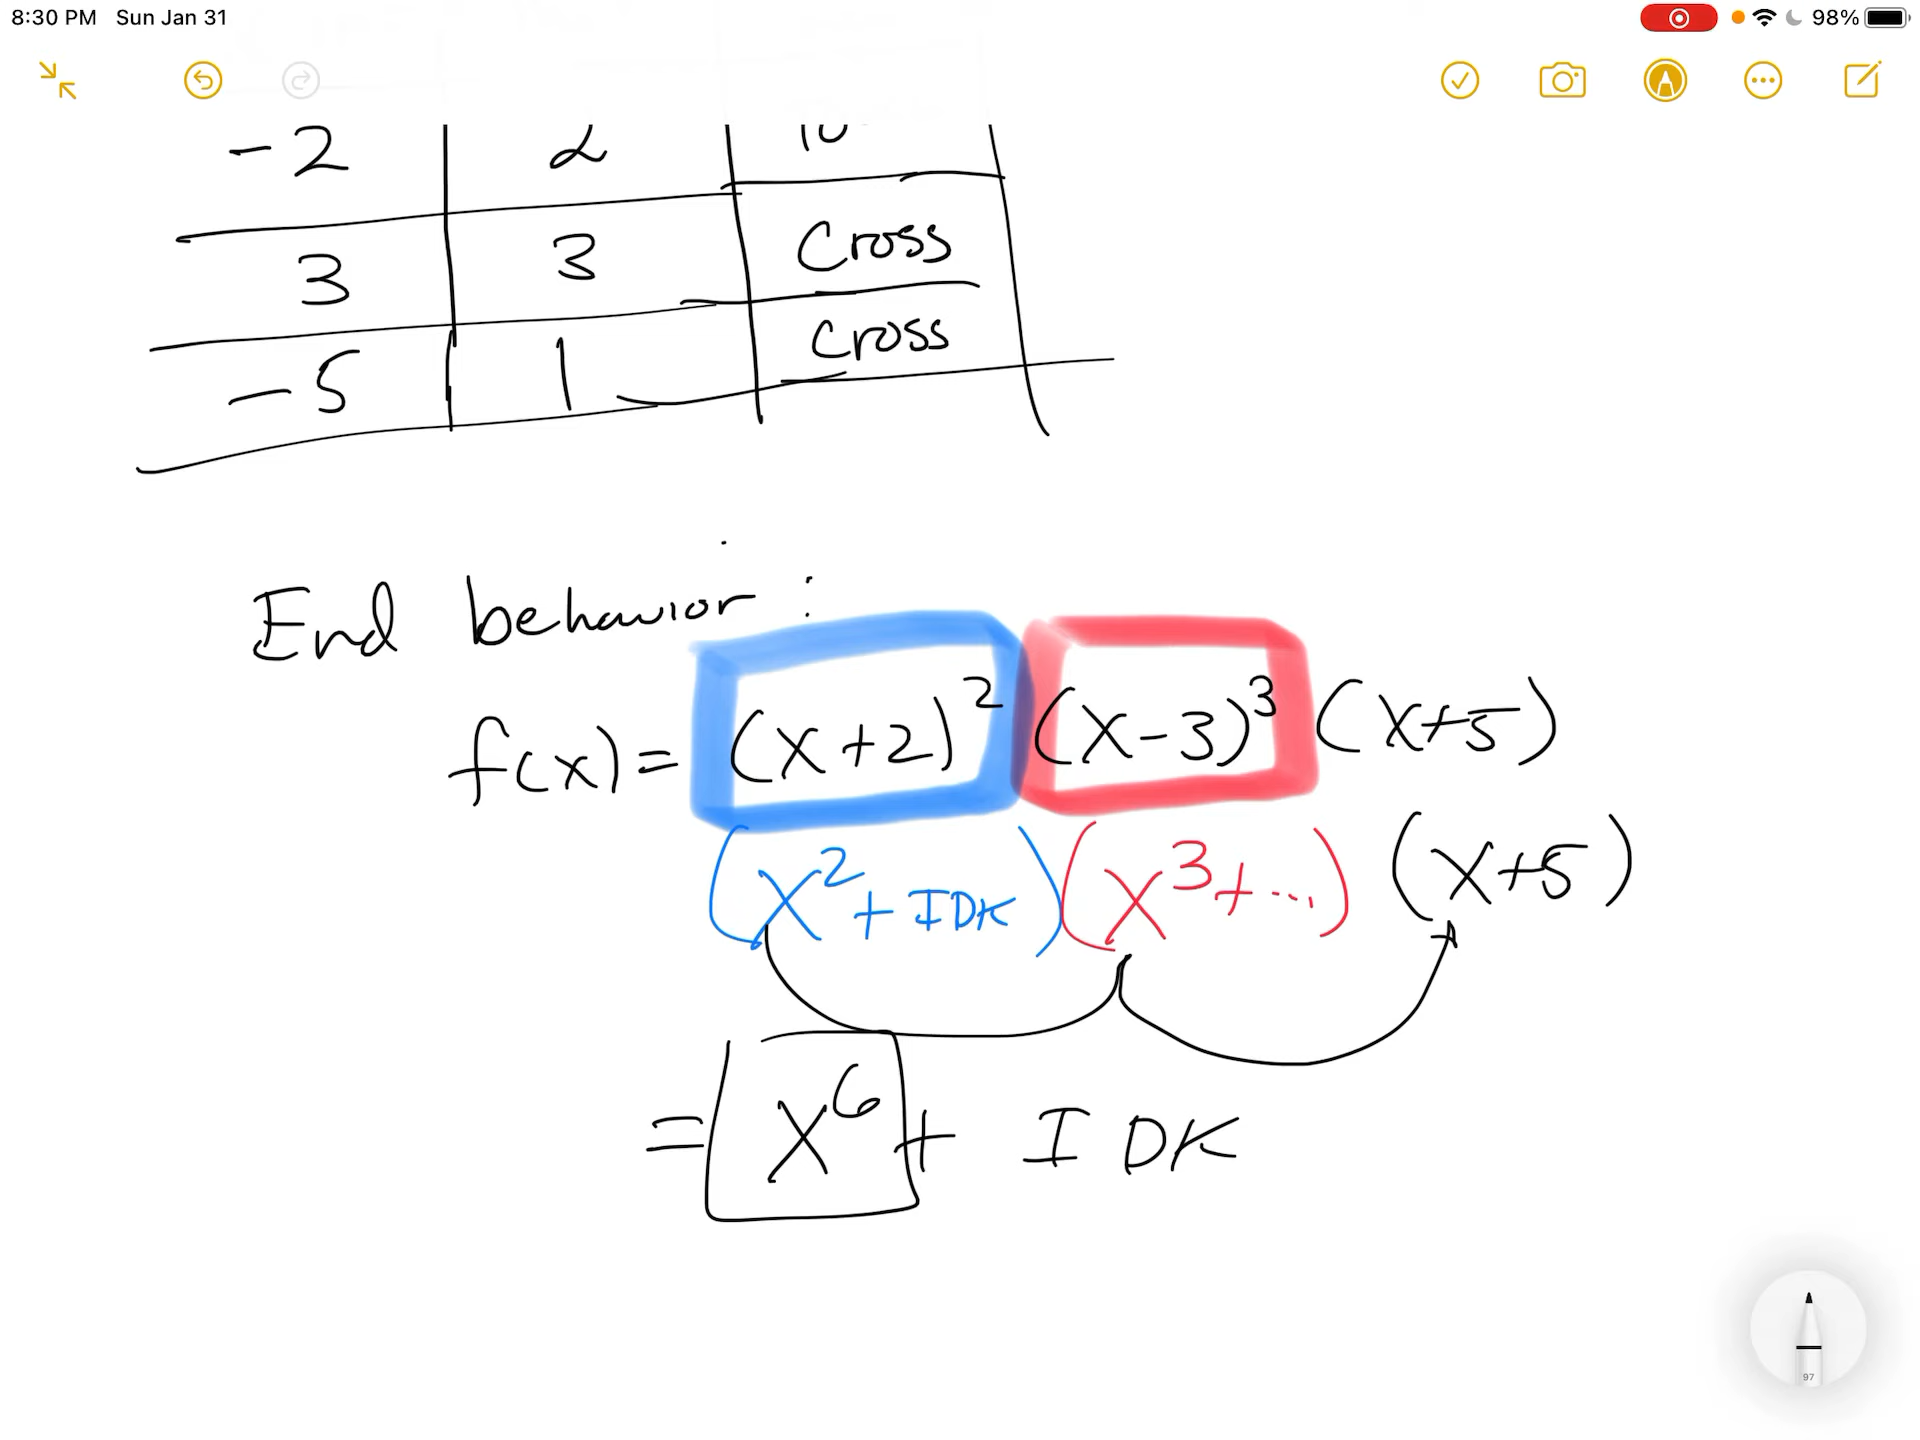 8:30 PM Sun Jan 31 98%
-2 2
3 3 Cross
-5 1 Cross
End behavior:
f(x) = (x+2)² (x-3)³ (x+5)
(x² + IDK)(x³ + ...) (x+5)
= x⁶ + IDK
97